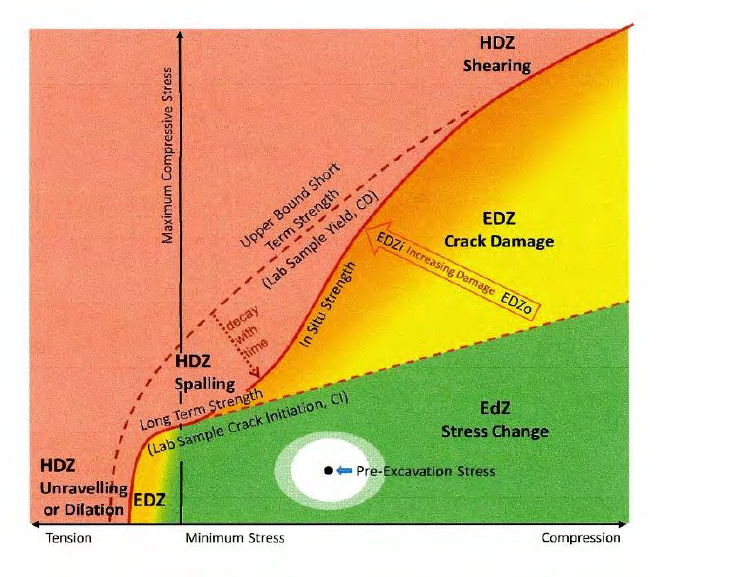 HDZ
Shearing
Maximum Compressive Stress
Upper Bound Short
Term Strength
(Lab Sample Yield, CD)
EDZ
Crack Damage
EDZi Increasing Damage EDZo
In Situ Strength
decay
with
time
HDZ
Spalling
Long Term Strength
(Lab Sample Crack Initiation, CI)
EdZ
Stress Change
Pre-Excavation Stress
HDZ
Unravelling
or Dilation
EDZ
Tension
Minimum Stress
Compression